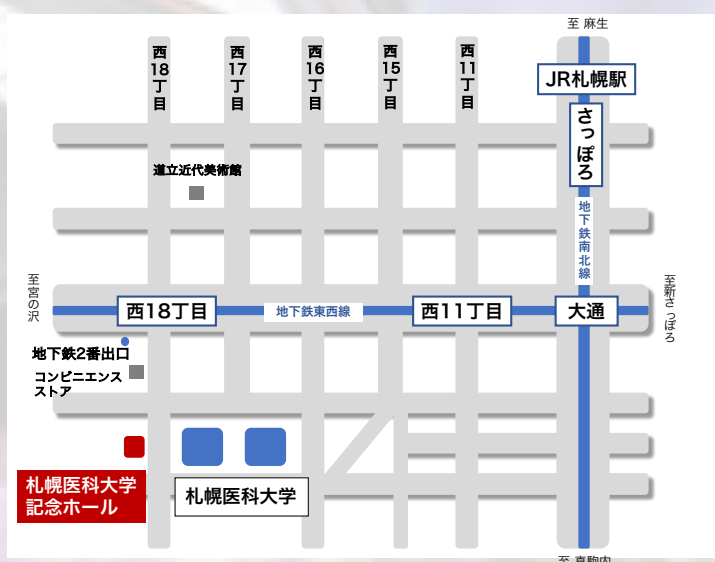 至 麻生
西18丁目
西17丁目
西16丁目
西15丁目
西11丁目
JR札幌駅
さっぽろ
道立近代美術館
地下鉄南北線
至宮の沢
西18丁目
地下鉄東西線
西11丁目
大通
至新さっぽろ
地下鉄2番出口
コンビニエンス
ストア
札幌医科大学
記念ホール
札幌医科大学
至 真駒内